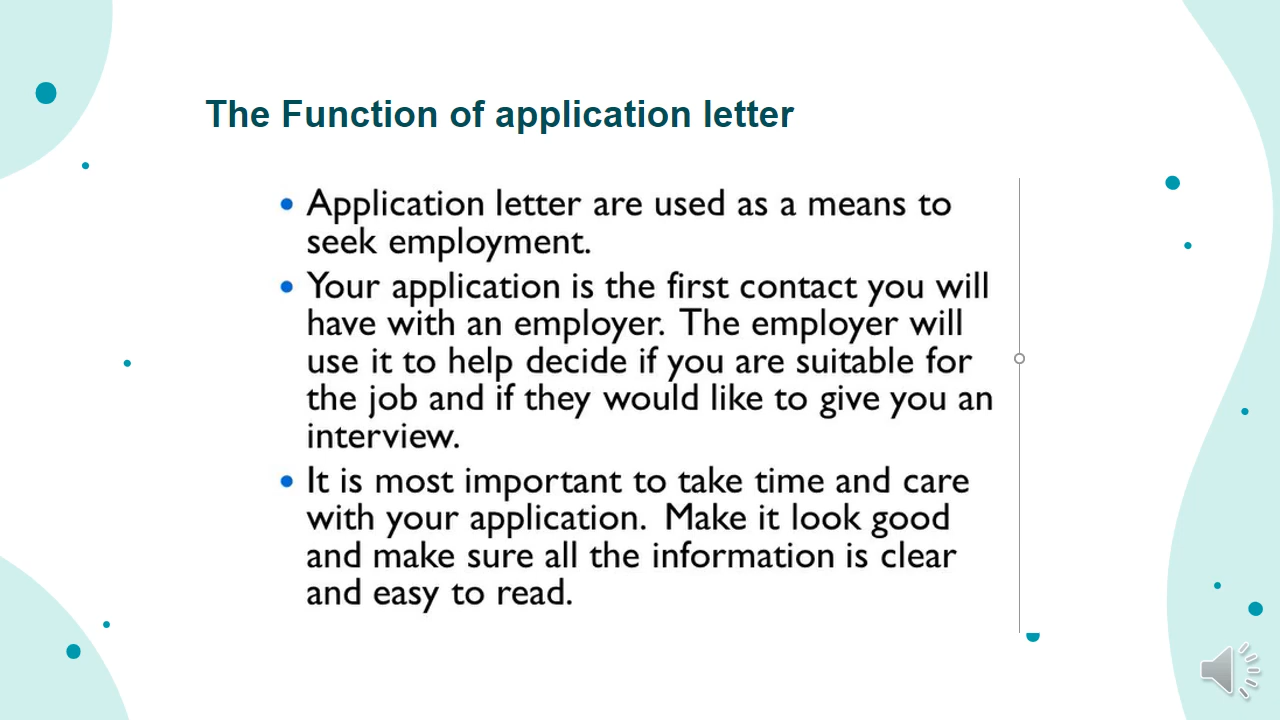 The Function of application letter
• Application letter are used as a means to
seek employment.
• Your application is the first contact you will
have with an employer. The employer will
use it to help decide if you are suitable for
the job and if they would like to give you an
interview.
• It is most important to take time and care
with your application. Make it look good
and make sure all the information is clear
and easy to read.